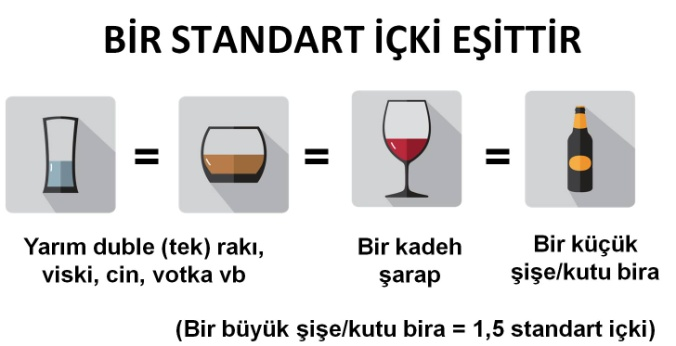 BİR STANDART İÇKİ EŞİTTİR
= = =
Yarım duble (tek) rakı,
viski, cin, votka vb
Bir kadeh
şarap
Bir küçük
şişe/kutu bira
(Bir büyük şişe/kutu bira = 1,5 standart içki)